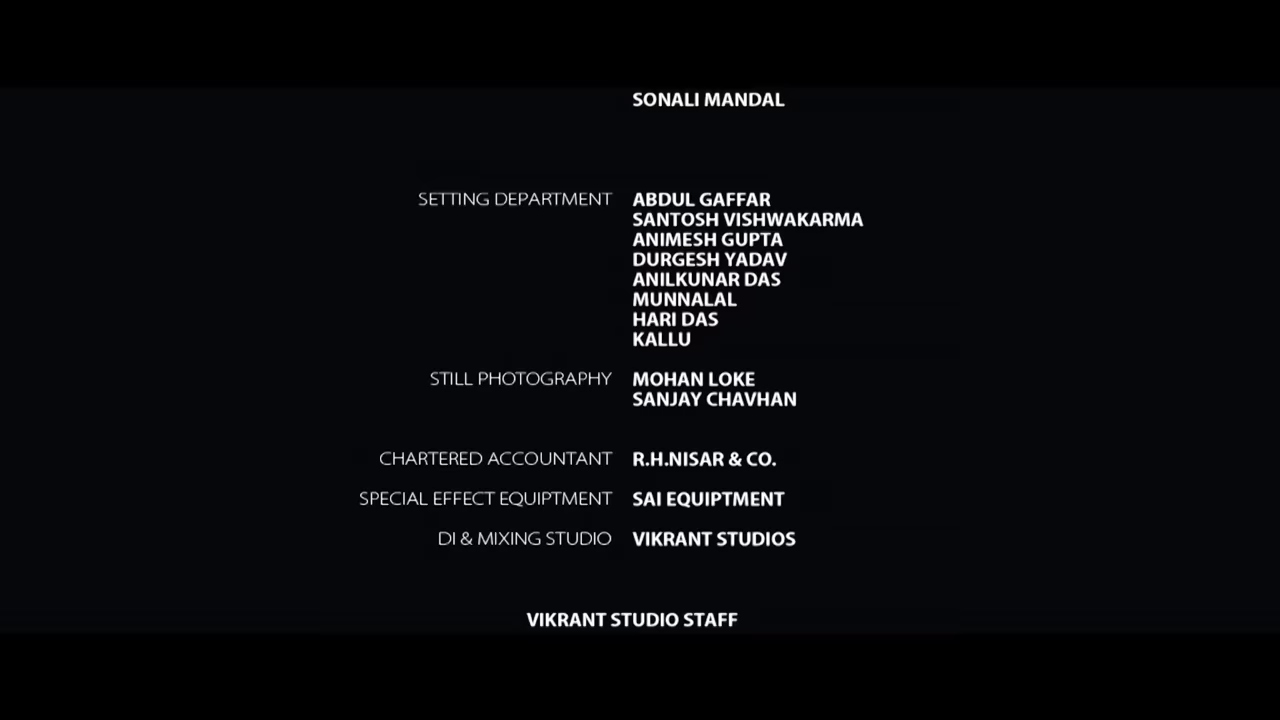 SONALI MANDAL
SETTING DEPARTMENT ABDUL GAFFAR
SANTOSH VISHWAKARMA
ANIMESH GUPTA
DURGESH YADAV
ANILKUNAR DAS
MUNNALAL
HARI DAS
KALLU
STILL PHOTOGRAPHY MOHAN LOKE
SANJAY CHAVHAN
CHARTERED ACCOUNTANT R.H.NISAR & CO.
SPECIAL EFFECT EQUIPTMENT SAI EQUIPTMENT
DI & MIXING STUDIO VIKRANT STUDIOS
VIKRANT STUDIO STAFF